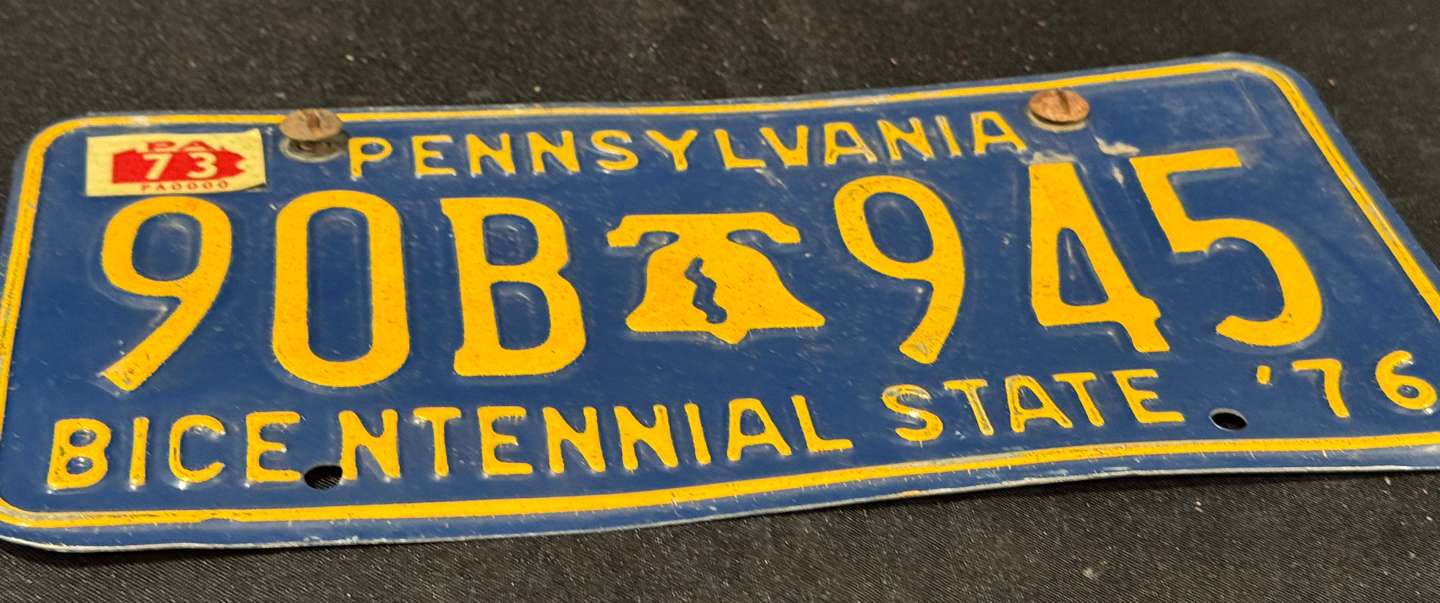 PENNSYLVANIA
PA
73
PA0000
90B 945
BICENTENNIAL STATE '76